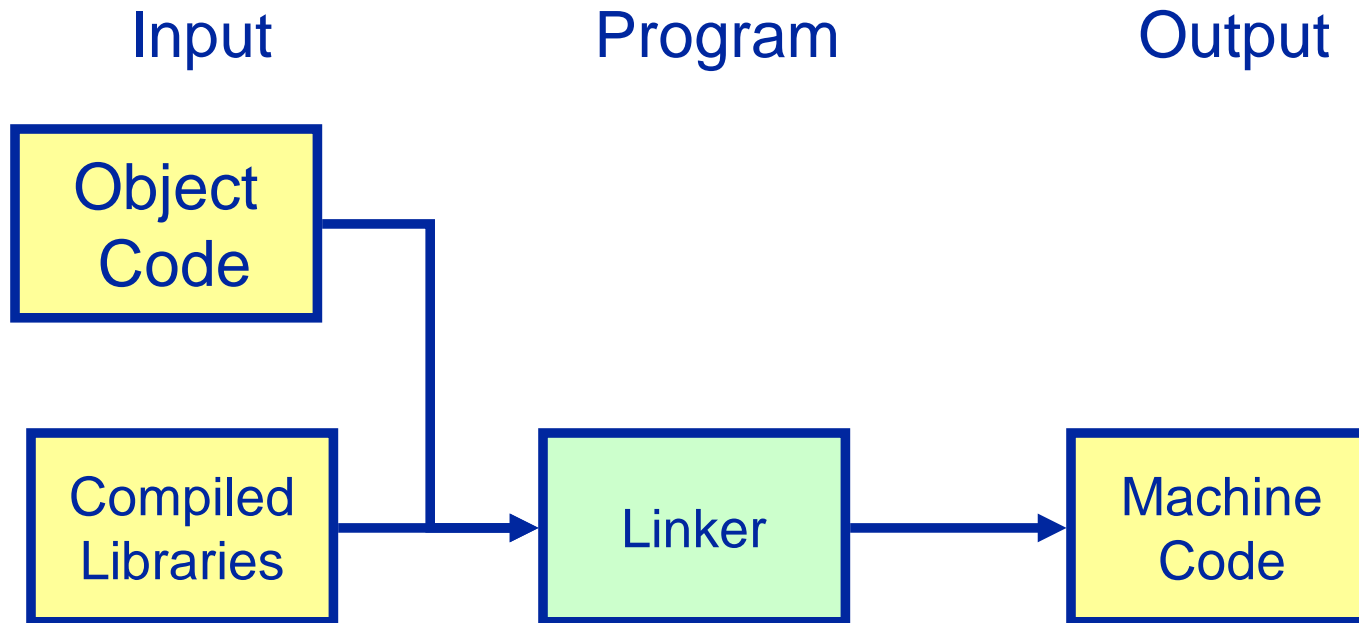 Input
Program
Output
Object
Code
Compiled
Libraries
Linker
Machine
Code